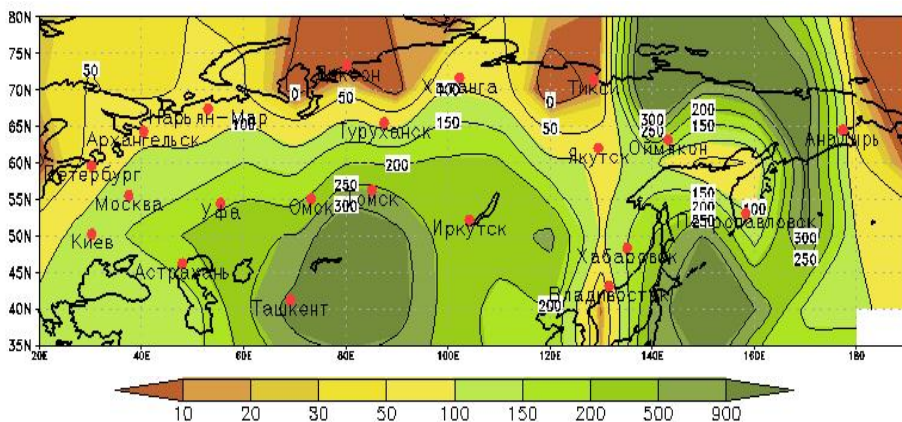 80N
75N
70N
65N
60N
55N
50N
45N
40N
35N
50
0
50
100
150
200
250
300
100
0
50
300
250
200
150
150
200
250
100
300
250
200
Диксон
Хатанга
Тикси
Нарьян-Мар
Архангельск
Туруханск
Якутск
Оймякон
Анадырь
Петербург
Москва
Уфа
Омск
Томск
Киев
Иркутск
Астрахань
Хабаровск
Ташкент
Владивосток
20E 40E 60E 80E 100E 120E 140E 160E 180
10 20 30 50 100 150 200 500 900